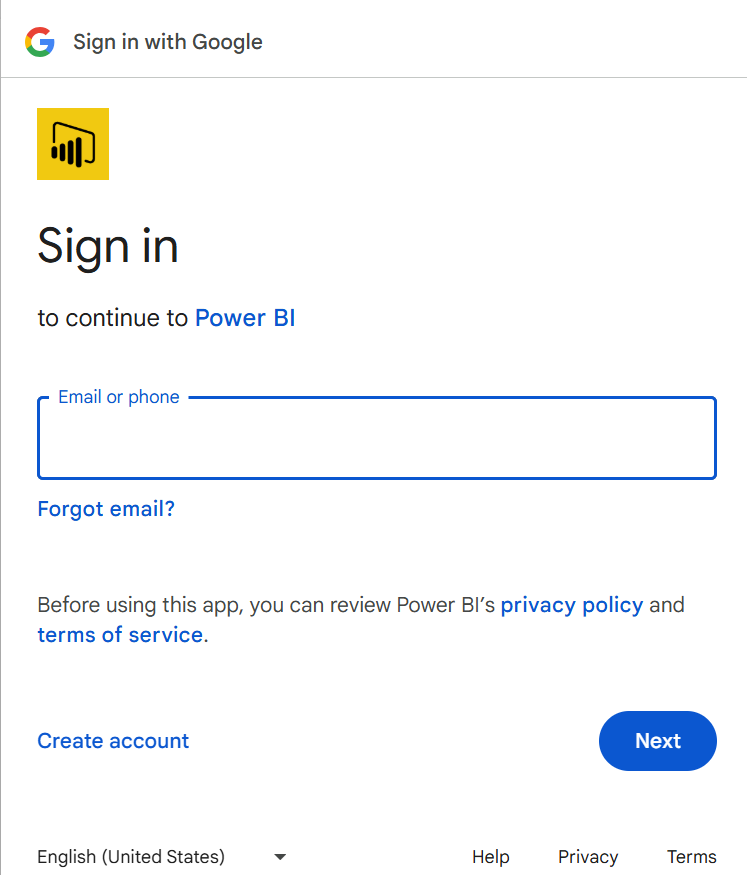 Sign in with Google
Sign in
to continue to Power BI
Email or phone
Forgot email?
Before using this app, you can review Power BI’s privacy policy and
terms of service.
Create account
Next
English (United States)
Help
Privacy
Terms